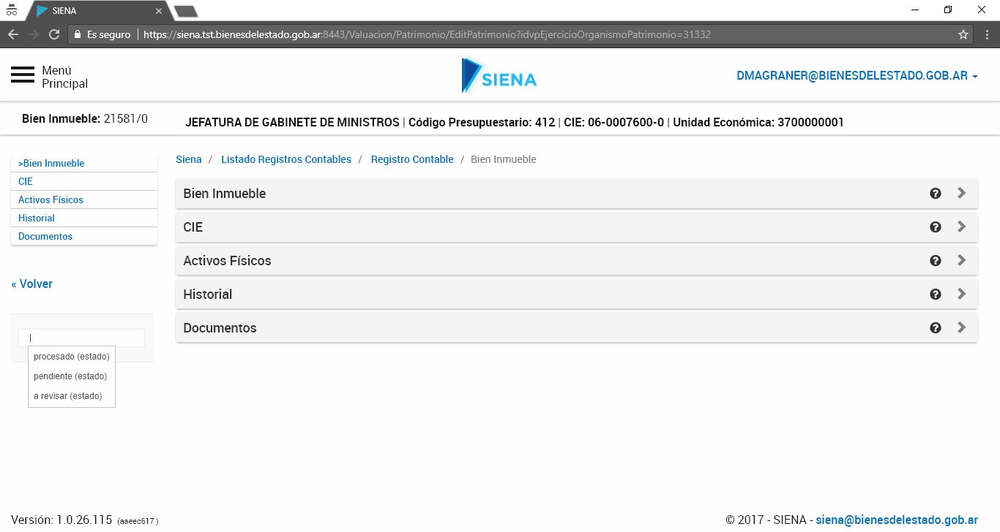 SIENA
Es seguro | https://siena.tst.bienesdelestado.gob.ar:8443/Valuacion/Patrimonio/EditPatrimonio?idvpEjercicioOrganismoPatrimonio=31332
Menú
Principal
SIENA
DMAGRANER@BIENESDELESTADO.GOB.AR
Bien Inmueble: 21581/0
JEFATURA DE GABINETE DE MINISTROS | Código Presupuestario: 412 | CIE: 06-0007600-0 | Unidad Económica: 3700000001
>Bien Inmueble
CIE
Activos Físicos
Historial
Documentos
« Volver
procesado (estado)
pendiente (estado)
a revisar (estado)
Siena / Listado Registros Contables / Registro Contable / Bien Inmueble
Bien Inmueble
CIE
Activos Físicos
Historial
Documentos
Versión: 1.0.26.115 (aaeec617)
© 2017 - SIENA - siena@bienesdelestado.gob.ar